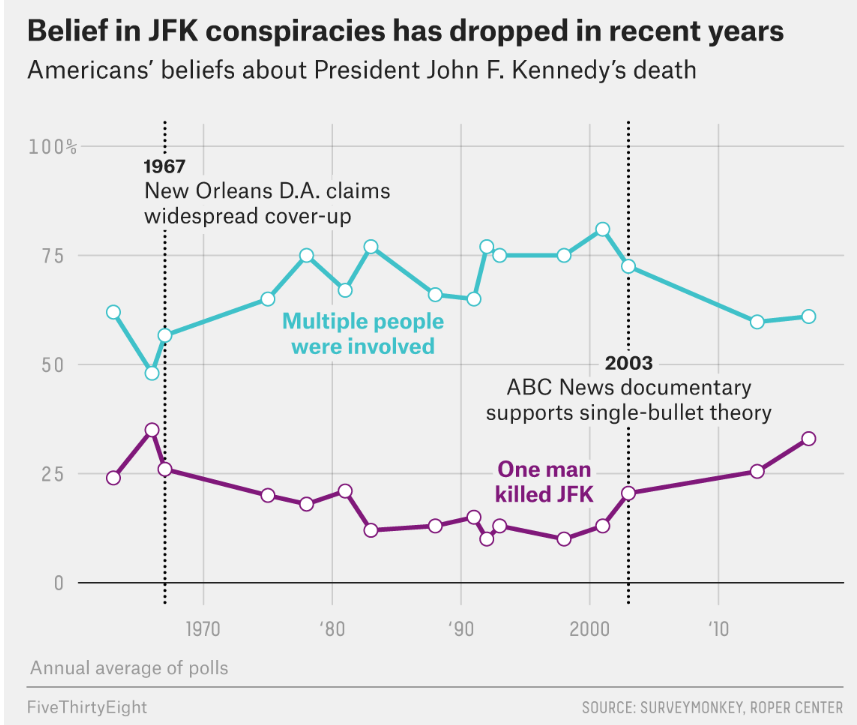 Belief in JFK conspiracies has dropped in recent years
Americans’ beliefs about President John F. Kennedy’s death
100%
1967
New Orleans D.A. claims
widespread cover-up
75
Multiple people
were involved
50
2003
ABC News documentary
supports single-bullet theory
25
One man
killed JFK
0
1970 ‘80 ‘90 2000 ‘10
Annual average of polls
FiveThirtyEight SOURCE: SURVEYMONKEY, ROPER CENTER